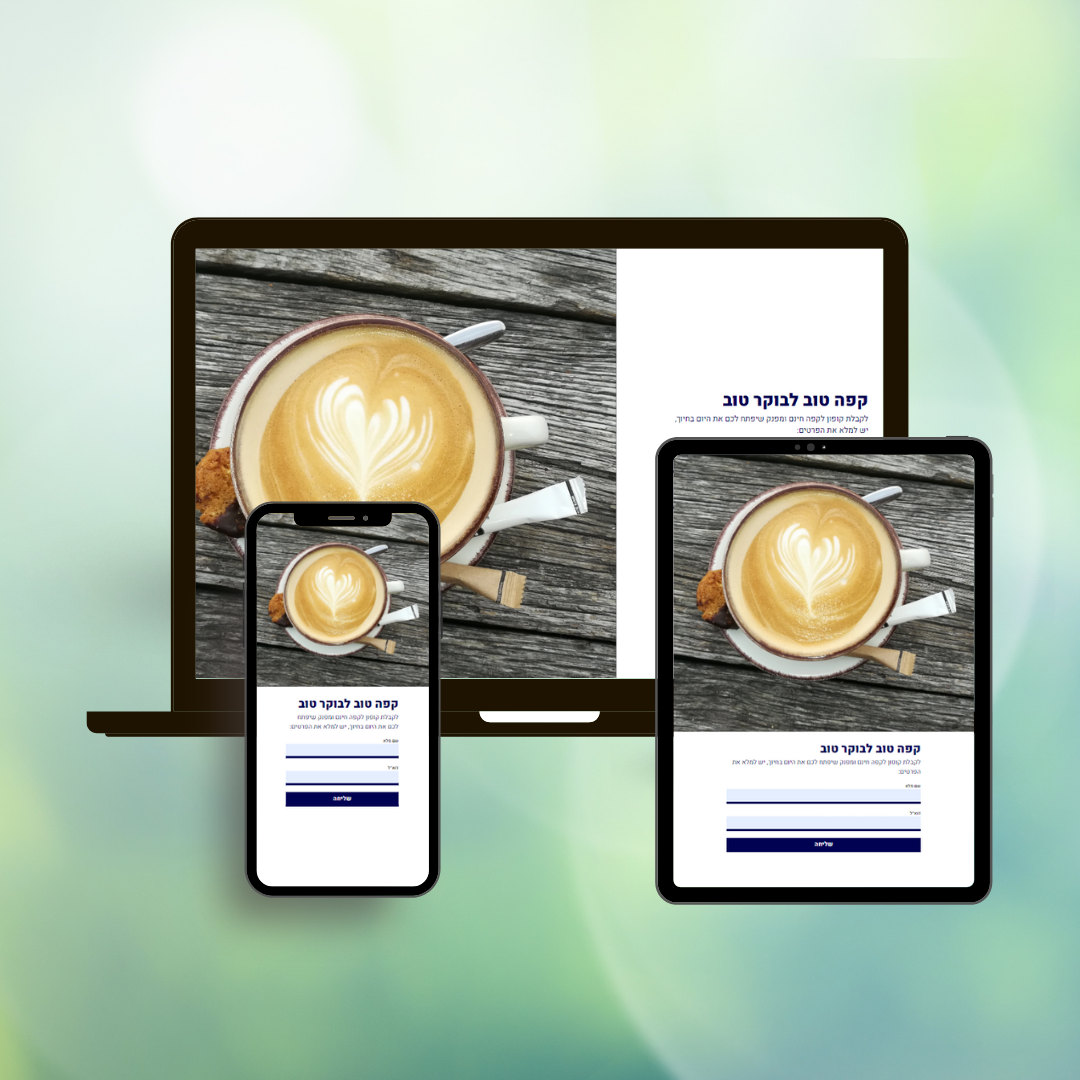 קפה טוב לבוקר טוב
לקבלת קופון לקפה חינם ומפנק שיפתח לכם את היום בחיוך,
יש למלא את הפרטים:
קפה טוב לבוקר טוב
לקבלת קופון לקפה חינם ומפנק שיפתח
לכם את היום בחיוך, יש למלא את הפרטים:
שם מלא
דוא"ל
שליחה
קפה טוב לבוקר טוב
לקבלת קופון לקפה חינם ומפנק שיפתח לכם את היום בחיוך, יש למלא את
הפרטים:
שם מלא
דוא"ל
שליחה